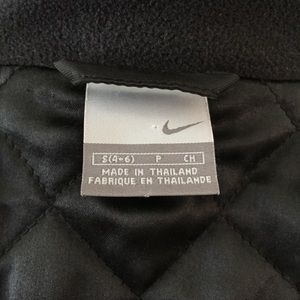 S(4-6) P CH
MADE IN THAILAND
FABRIQUE EN THAILANDE